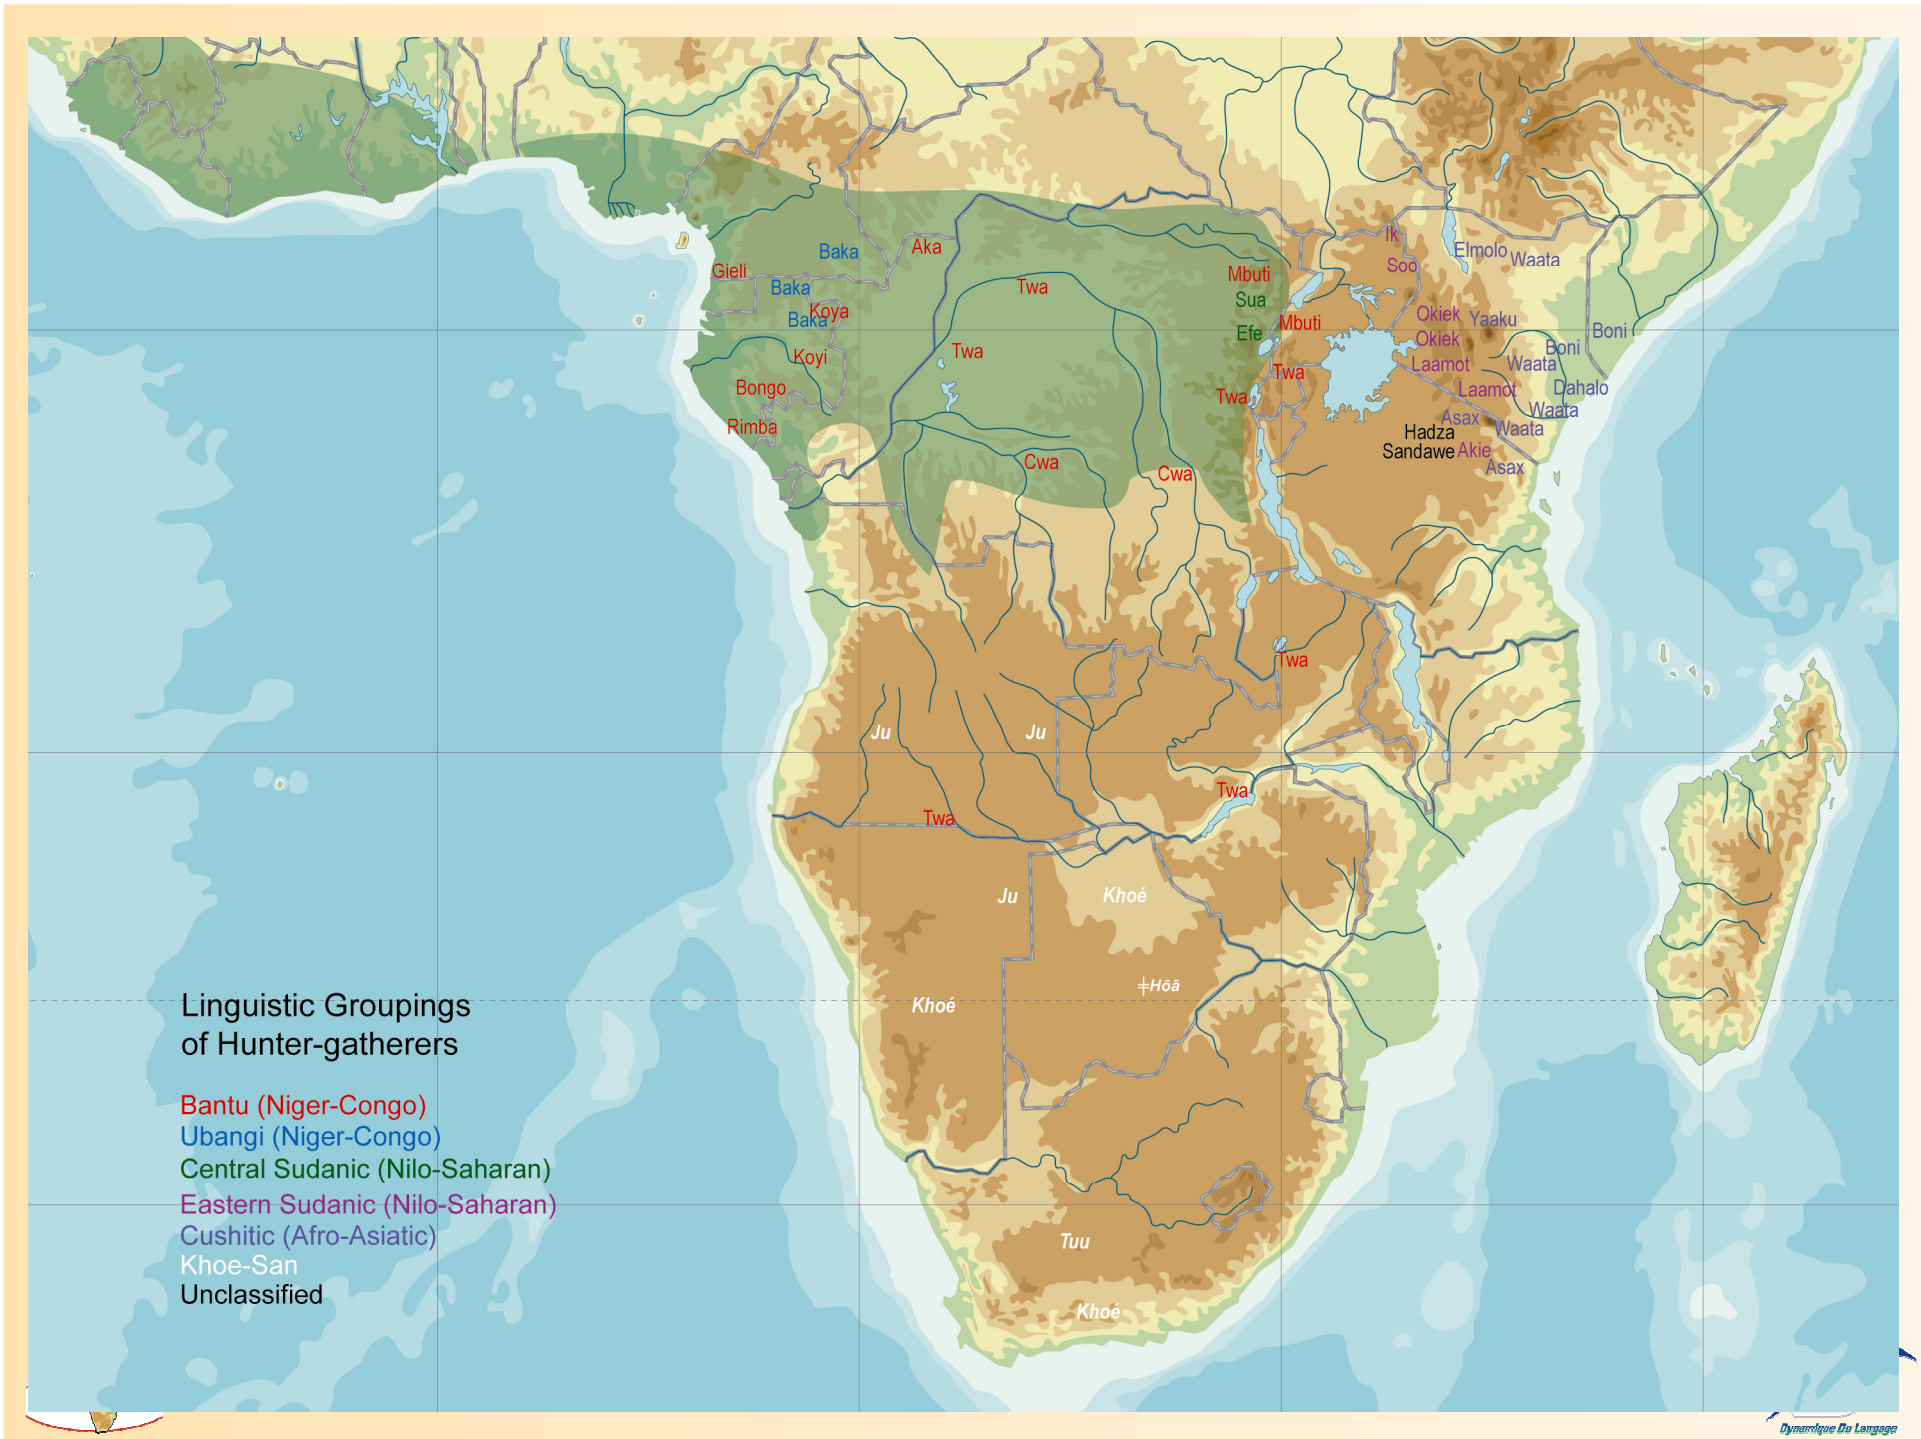 Ik
Aka
Baka
Elmolo
Waata
Soo
Gieli
Mbuti
Baka
Twa
Sua
Koya
Okiek
Baka
Yaaku
Mbuti
Boni
Efe
Okiek
Boni
Twa
Koyi
Laamot
Waata
Twa
Bongo
Laamot
Dahalo
Twa
Waata
Asax
Rimba
Waata
Hadza
Sandawe
Akie
Cwa
Asax
Cwa
Twa
Ju
Ju
Twa
Twa
Ju
Khoé
ǂHõã
Khoé
Linguistic Groupings
of Hunter-gatherers
Bantu (Niger-Congo)
Ubangi (Niger-Congo)
Central Sudanic (Nilo-Saharan)
Eastern Sudanic (Nilo-Saharan)
Cushitic (Afro-Asiatic)
Khoe-San
Unclassified
Tuu
Khoé
Dynamique Du Langage